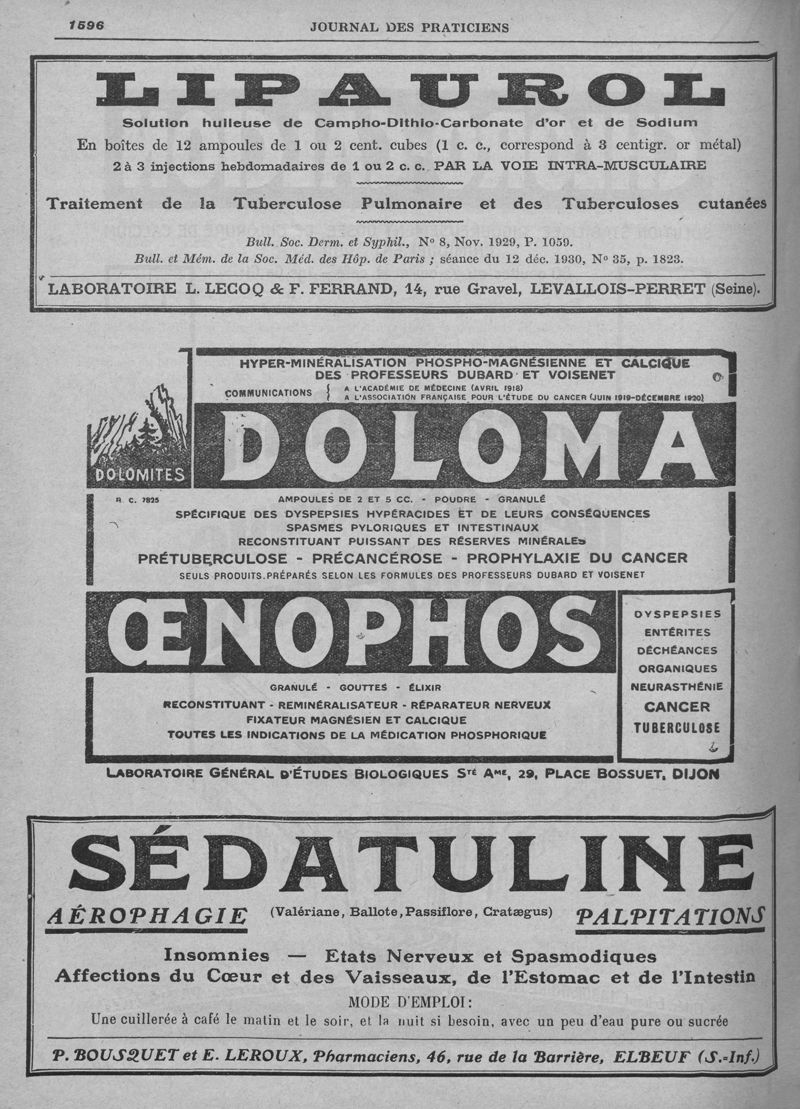 1596
JOURNAL DES PRATICIENS
LIPAUROL
Solution huileuse de Campho-Dithio-Carbonate d'or et de Sodium
En boîtes de 12 ampoules de 1 ou 2 cent. cubes (1 c. c., correspond à 3 centigr. or métal)
2 à 3 injections hebdomadaires de 1 ou 2 c. c. PAR LA VOIE INTRA-MUSCULAIRE
Traitement de la Tuberculose Pulmonaire et des Tuberculoses cutanées
Bull. Soc. Derm. et Syphil., N° 8, Nov. 1929, P. 1059.
Bull. et Mém. de la Soc. Méd. des Hôp. de Paris ; séance du 12 déc. 1930, N° 35, p. 1823.
LABORATOIRE L. LECOQ & F. FERRAND, 14, rue Gravel, LEVALLOIS-PERRET (Seine).
HYPER-MINÉRALISATION PHOSPHO-MAGNÉSIENNE ET CALCIQUE
DES PROFESSEURS DUBARD ET VOISENET
COMMUNICATIONS { A L'ACADÉMIE DE MÉDECINE (AVRIL 1918)
A L'ASSOCIATION FRANÇAISE POUR L'ÉTUDE DU CANCER (JUIN 1919-DÉCEMBRE 1920)
DOLOMITES
DOLOMA
R. C. 7825
AMPOULES DE 2 ET 5 CC. - POUDRE - GRANULÉ
SPÉCIFIQUE DES DYSPEPSIES HYPÉRACIDES ET DE LEURS CONSÉQUENCES
SPASMES PYLORIQUES ET INTESTINAUX
RECONSTITUANT PUISSANT DES RÉSERVES MINÉRALES
PRÉTUBERCULOSE - PRÉCANCÉROSE - PROPHYLAXIE DU CANCER
SEULS PRODUITS PRÉPARÉS SELON LES FORMULES DES PROFESSEURS DUBARD ET VOISENET
ŒNOPHOS
GRANULÉ - GOUTTES - ÉLIXIR
RECONSTITUANT - REMINÉRALISATEUR - RÉPARATEUR NERVEUX
FIXATEUR MAGNÉSIEN ET CALCIQUE
TOUTES LES INDICATIONS DE LA MÉDICATION PHOSPHORIQUE
DYSPEPSIES
ENTÉRITES
DÉCHÉANCES
ORGANIQUES
NEURASTHÉNIE
CANCER
TUBERCULOSE
LABORATOIRE GÉNÉRAL D'ÉTUDES BIOLOGIQUES STÉ AME, 29, PLACE BOSSUET, DIJON
SÉDATULINE
AÉROPHAGIE (Valériane, Ballote, Passiflore, Cratægus) PALPITATIONS
Insomnies — Etats Nerveux et Spasmodiques
Affections du Cœur et des Vaisseaux, de l'Estomac et de l'Intestin
MODE D'EMPLOI :
Une cuillerée à café le matin et le soir, et la nuit si besoin, avec un peu d'eau pure ou sucrée
P. BOUSQUET et E. LEROUX, Pharmaciens, 46, rue de la Barrière, ELBEUF (S.-Inf.)